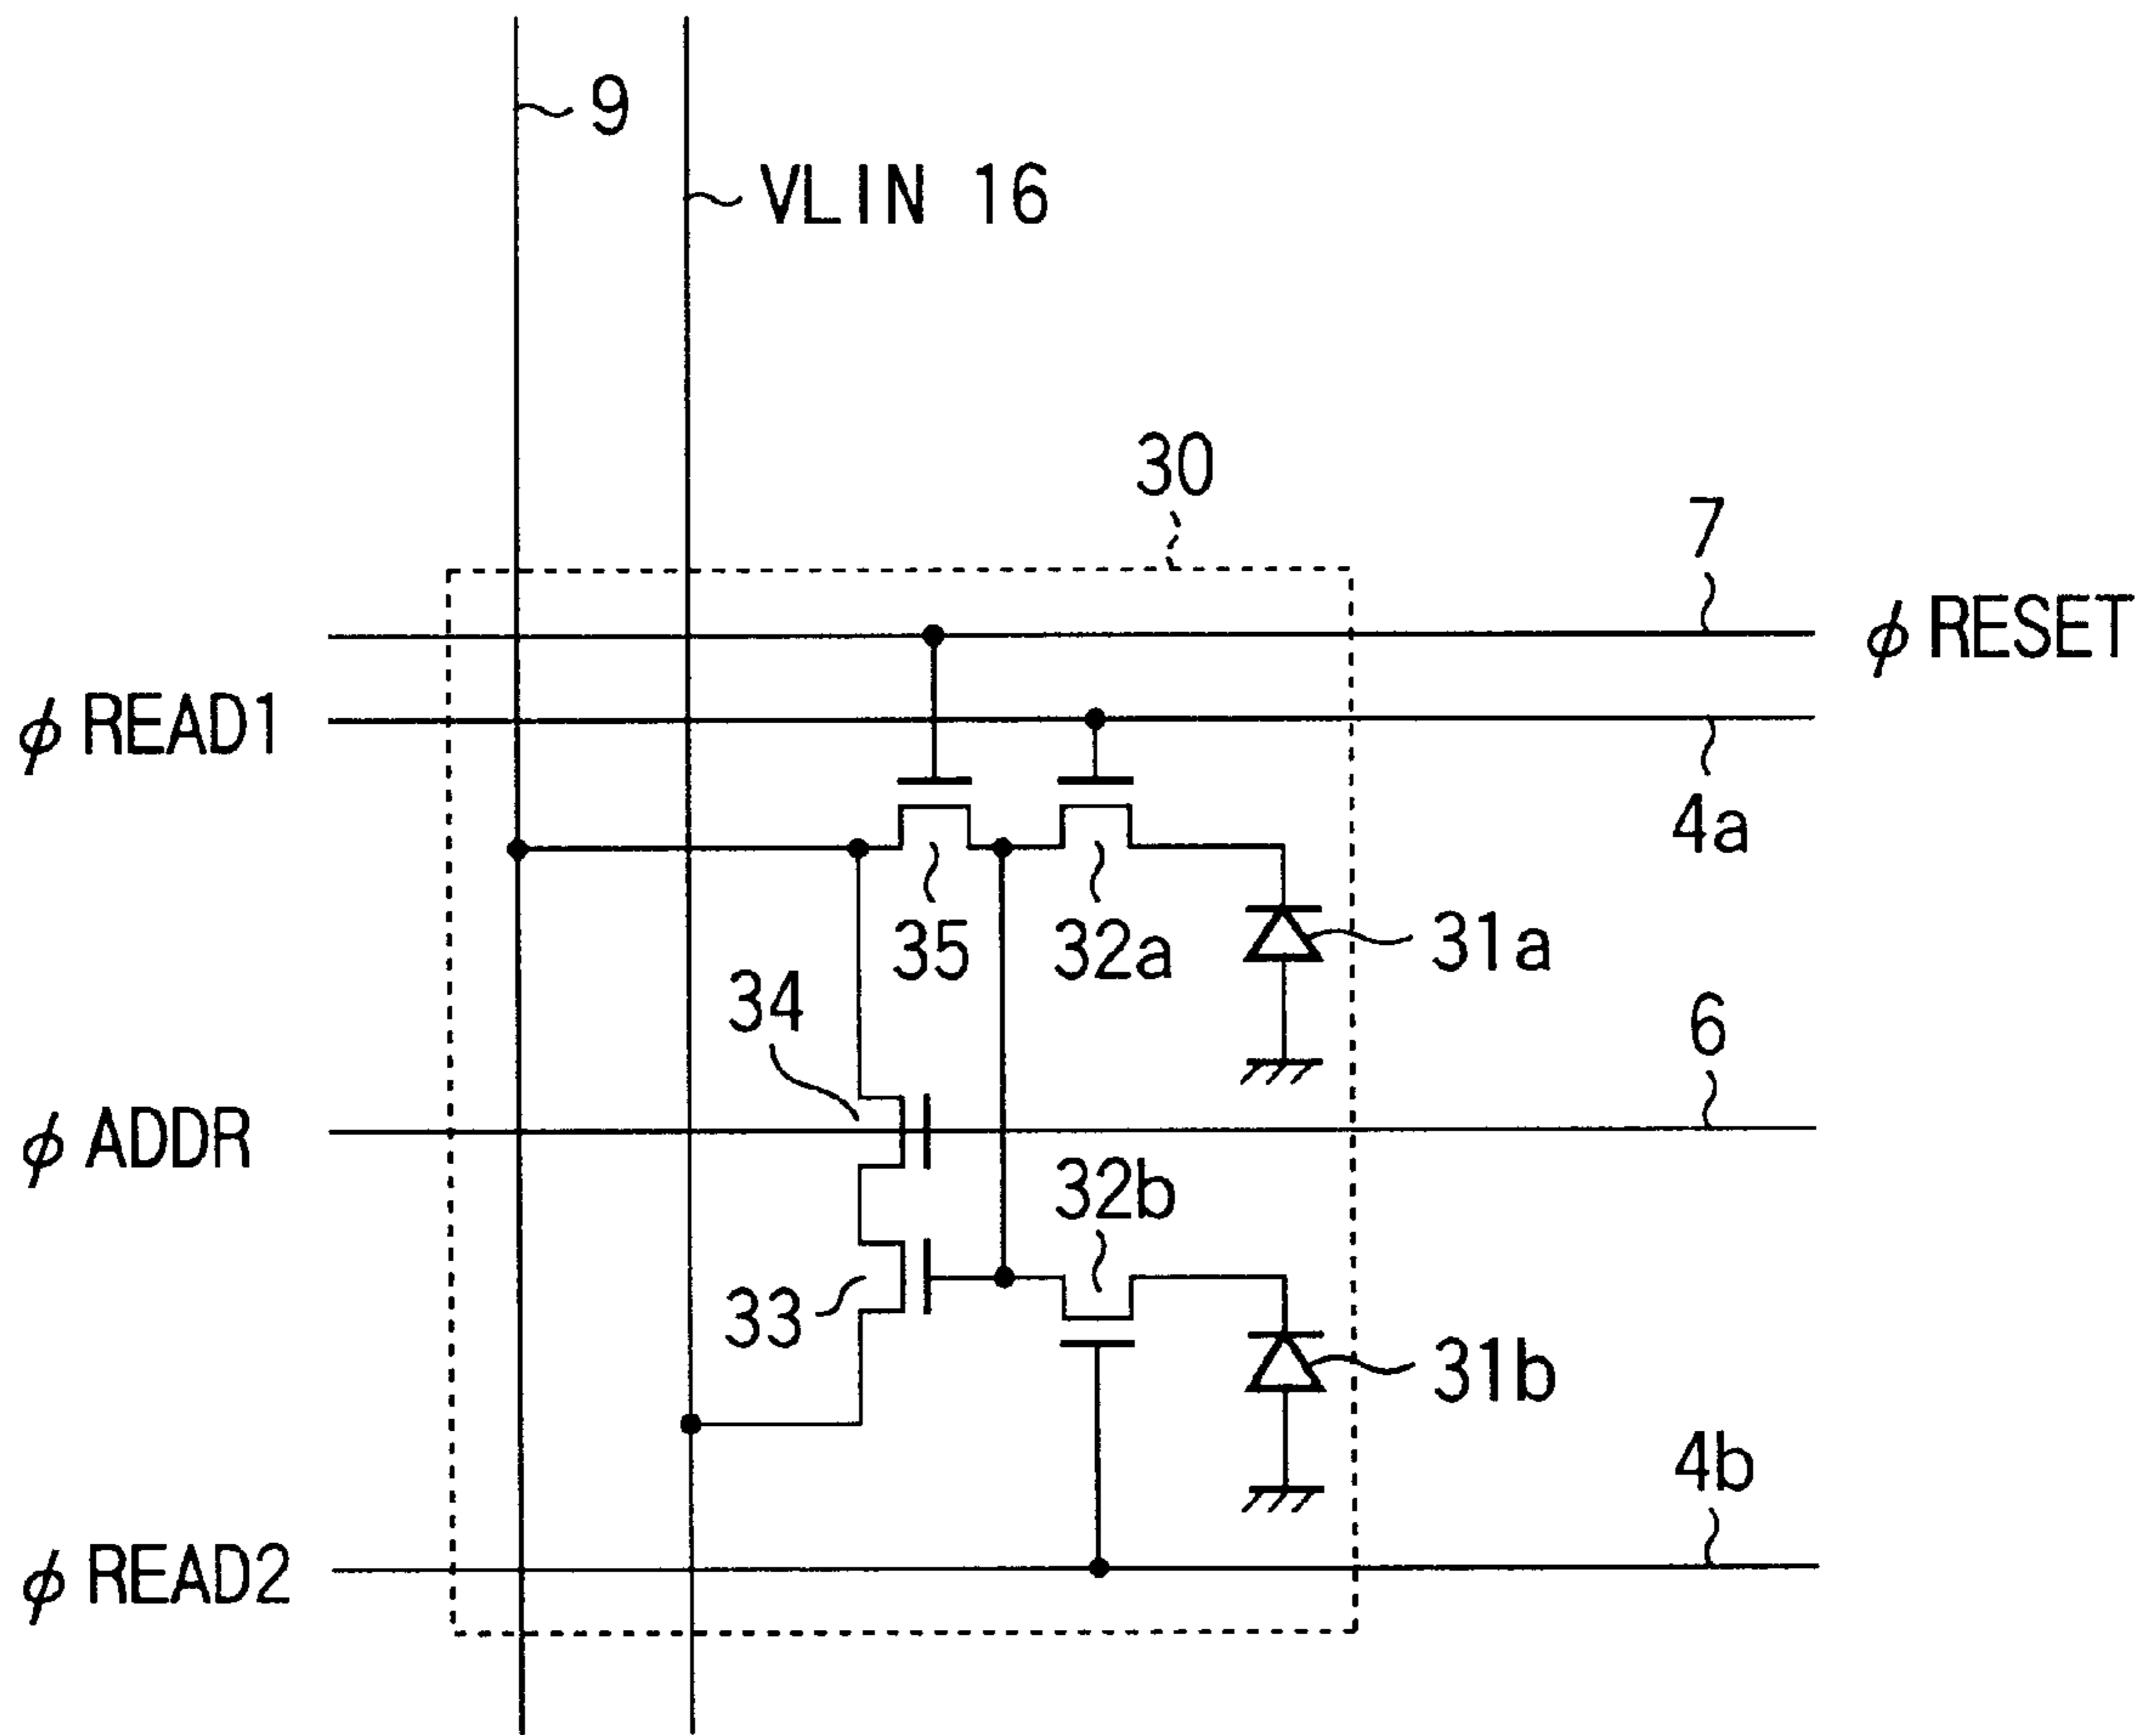 9
VLIN 16
30
7
φ RESET
φ READ1
4a
35
32a
31a
34
6
φ ADDR
32b
33
31b
4b
φ READ2